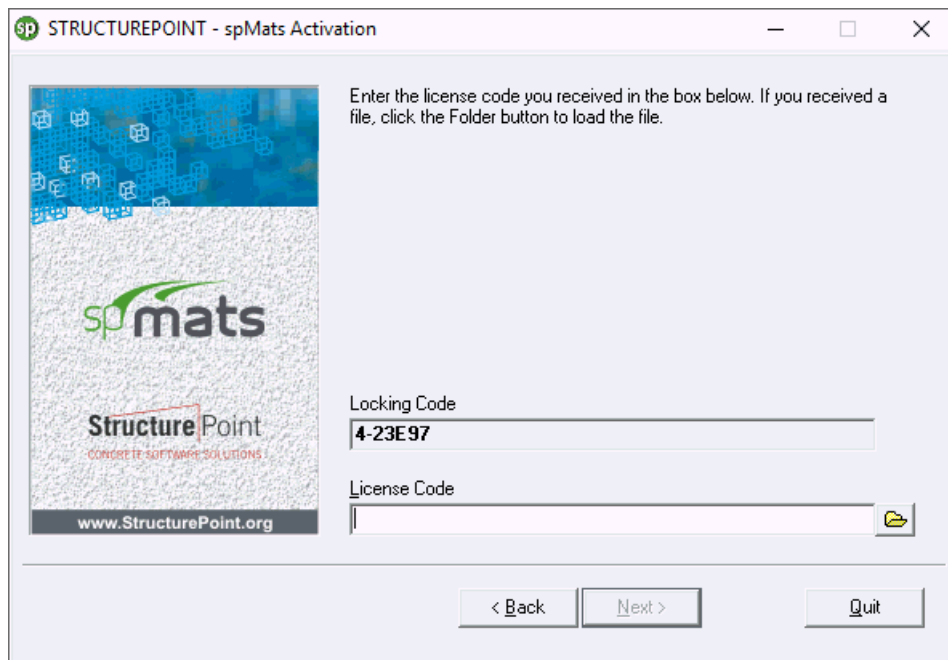 STRUCTUREPOINT - spMats Activation
Enter the license code you received in the box below. If you received a
file, click the Folder button to load the file.
spmats
StructurePoint
CONCRETE SOFTWARE SOLUTIONS
www.StructurePoint.org
Locking Code
4-23E97
License Code
< Back
Next >
Quit